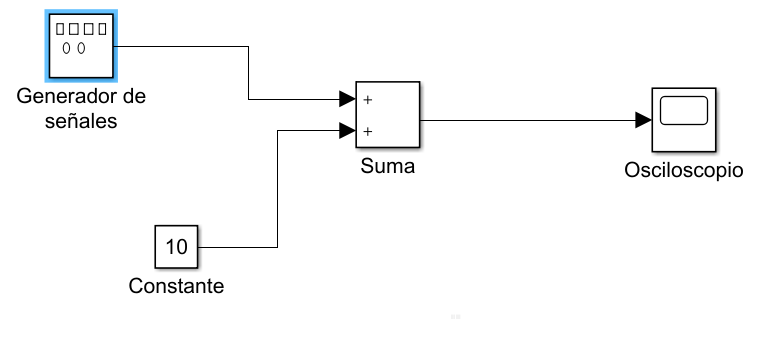 Generador de
señales
+
+
Suma
Osciloscopio
10
Constante